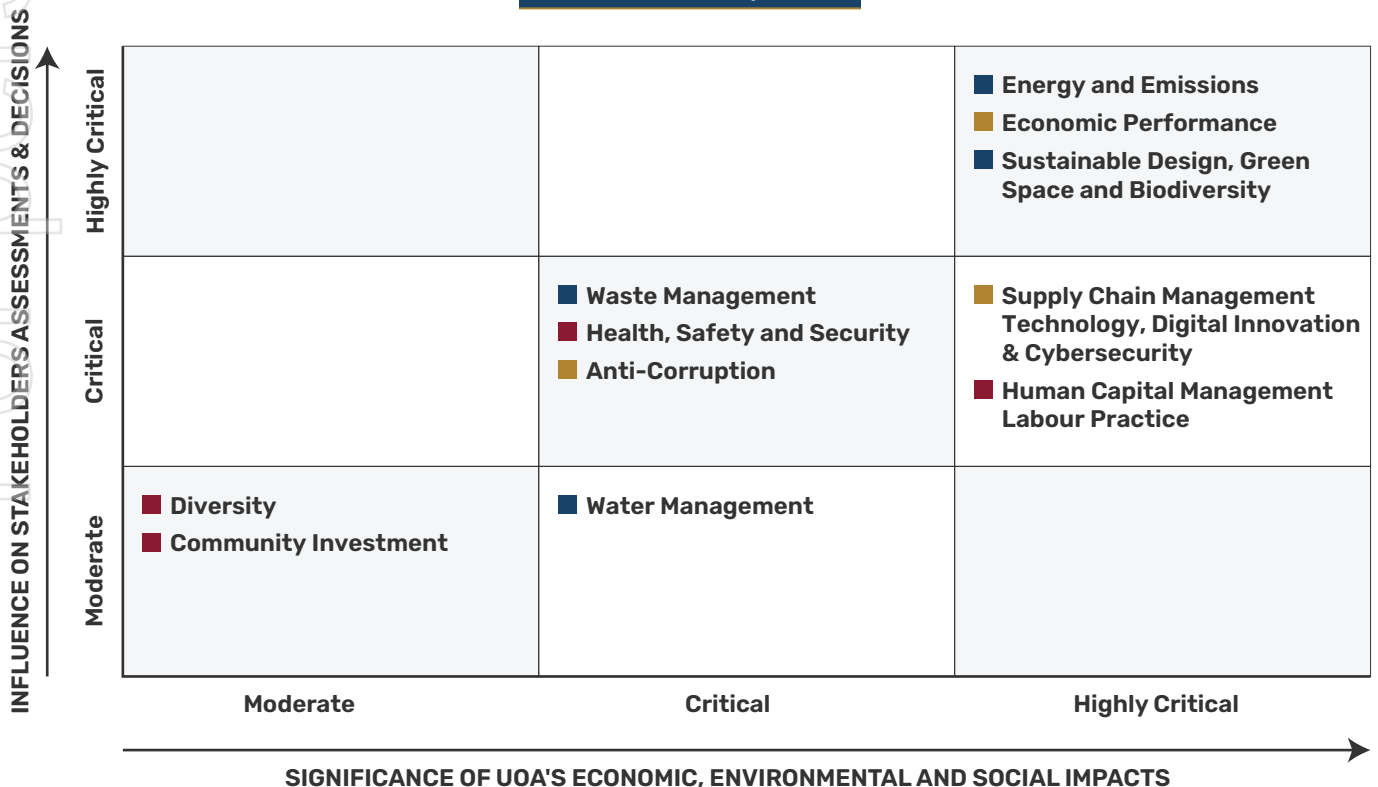 INFLUENCE ON STAKEHOLDERS ASSESSMENTS & DECISIONS
Highly Critical
Energy and Emissions
Economic Performance
Sustainable Design, Green
Space and Biodiversity
Critical
Waste Management
Health, Safety and Security
Anti-Corruption
Supply Chain Management
Technology, Digital Innovation
& Cybersecurity
Human Capital Management
Labour Practice
Moderate
Diversity
Community Investment
Water Management
Moderate
Critical
Highly Critical
SIGNIFICANCE OF UOA'S ECONOMIC, ENVIRONMENTAL AND SOCIAL IMPACTS